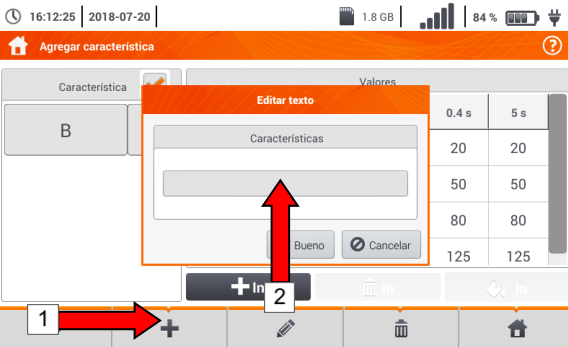 16:12:25 2018-07-20 1.8 GB 84 %
Agregar característica ?
Característica Valores
Editar texto
0.4 s 5 s
B Características
20 20
50 50
80 80
Bueno Cancelar
125 125
In In In
1 2